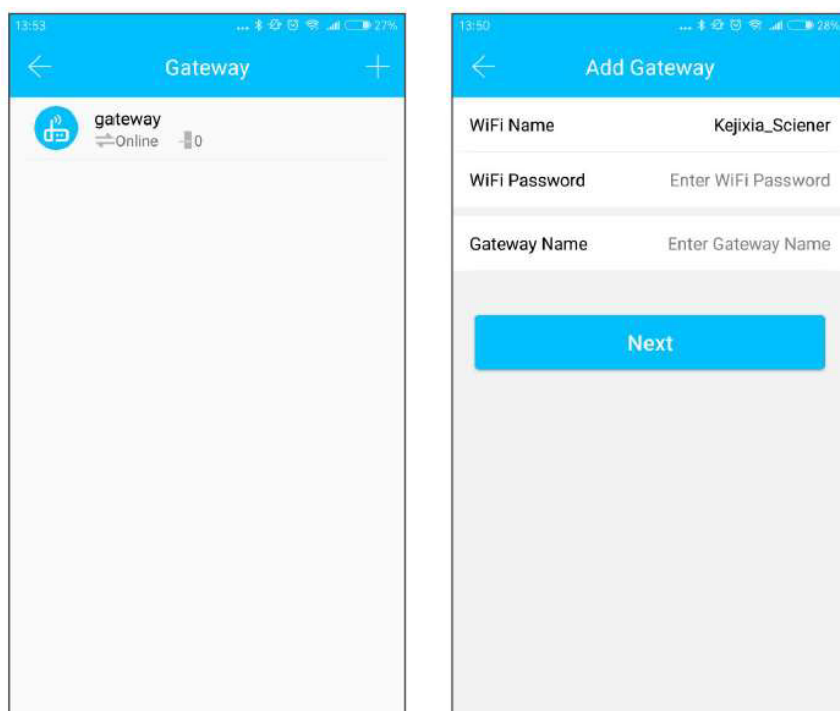 13:53
... 27%
Gateway
gateway
Online
0
13:50
... 28%
Add Gateway
WiFi Name Kejixia_Sciener
WiFi Password Enter WiFi Password
Gateway Name Enter Gateway Name
Next